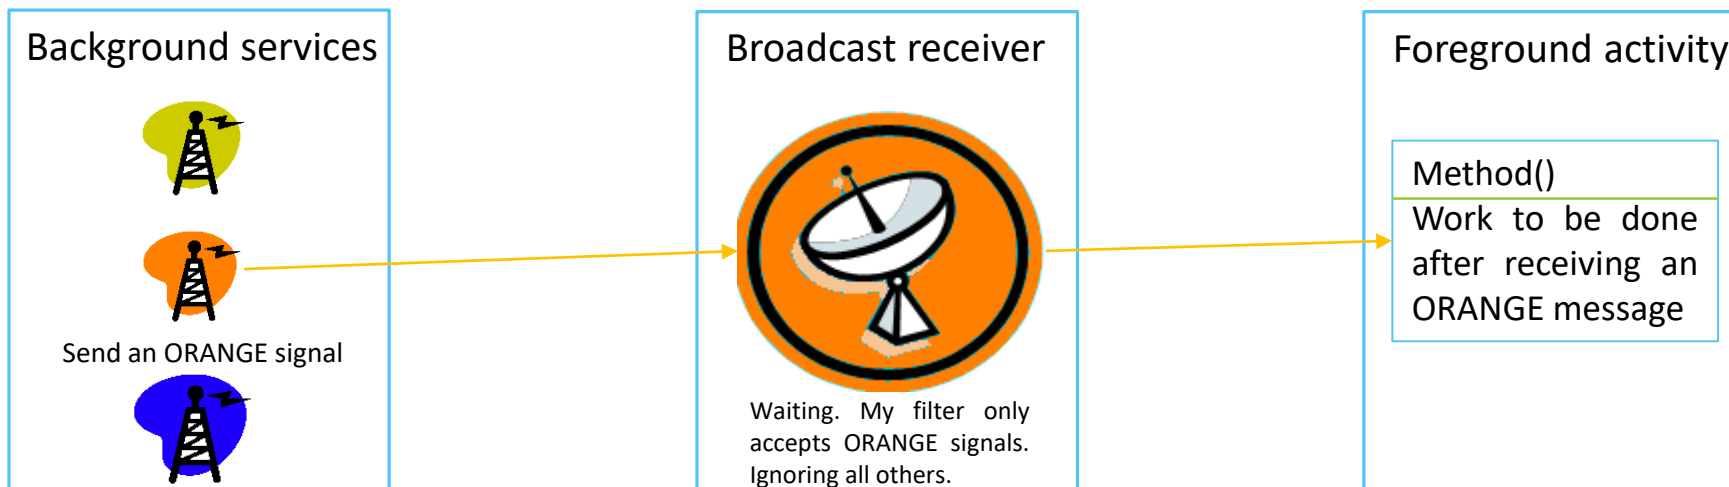 Background services
Send an ORANGE signal
Broadcast receiver
Waiting. My filter only
accepts ORANGE signals.
Ignoring all others.
Foreground activity
Method()
Work to be done
after receiving an
ORANGE message